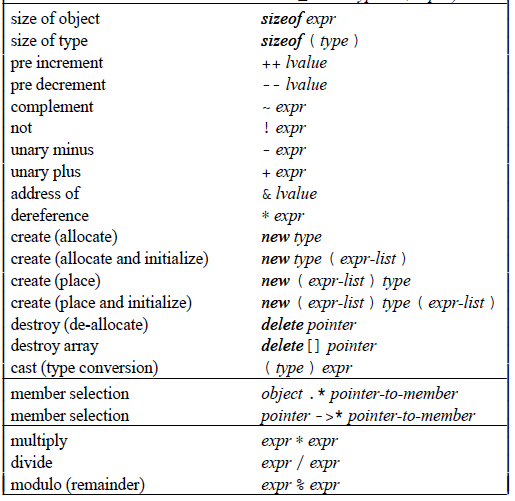 size of object sizeof expr
size of type sizeof ( type )
pre increment ++ lvalue
pre decrement -- lvalue
complement ~ expr
not ! expr
unary minus - expr
unary plus + expr
address of & lvalue
dereference * expr
create (allocate) new type
create (allocate and initialize) new type ( expr-list )
create (place) new ( expr-list ) type
create (place and initialize) new ( expr-list ) type ( expr-list )
destroy (de-allocate) delete pointer
destroy array delete [] pointer
cast (type conversion) ( type ) expr
member selection object .* pointer-to-member
member selection pointer ->* pointer-to-member
multiply expr * expr
divide expr / expr
modulo (remainder) expr % expr